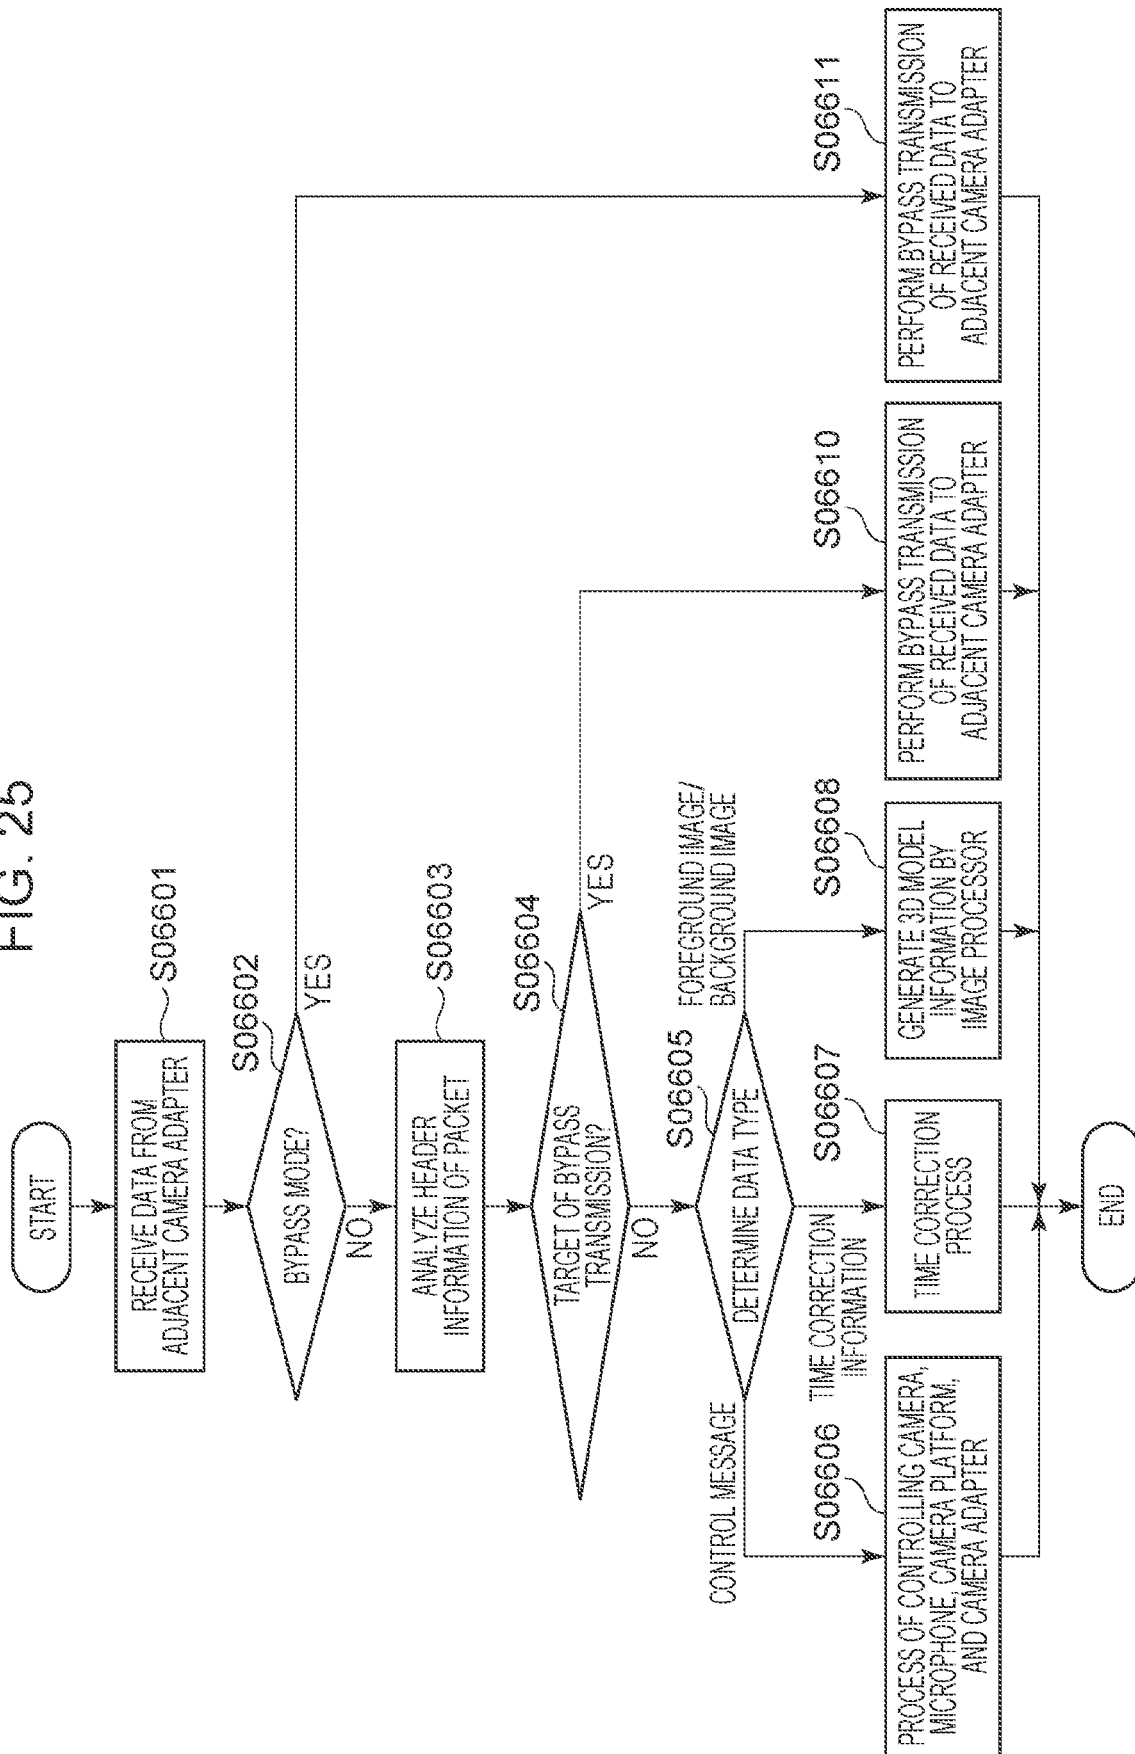 FIG. 25
START
S06601
RECEIVE DATA FROM
ADJACENT CAMERA ADAPTER
S06602
BYPASS MODE?
YES
NO
S06603
ANALYZE HEADER
INFORMATION OF PACKET
S06604
TARGET OF BYPASS
TRANSMISSION?
YES
NO
S06605
DETERMINE DATA TYPE
FOREGROUND IMAGE/
BACKGROUND IMAGE
CONTROL MESSAGE
TIME CORRECTION
INFORMATION
S06606
PROCESS OF CONTROLLING CAMERA,
MICROPHONE, CAMERA PLATFORM,
AND CAMERA ADAPTER
S06607
TIME CORRECTION
PROCESS
S06608
GENERATE 3D MODEL
INFORMATION BY
IMAGE PROCESSOR
S06610
PERFORM BYPASS TRANSMISSION
OF RECEIVED DATA TO
ADJACENT CAMERA ADAPTER
S06611
PERFORM BYPASS TRANSMISSION
OF RECEIVED DATA TO
ADJACENT CAMERA ADAPTER
END